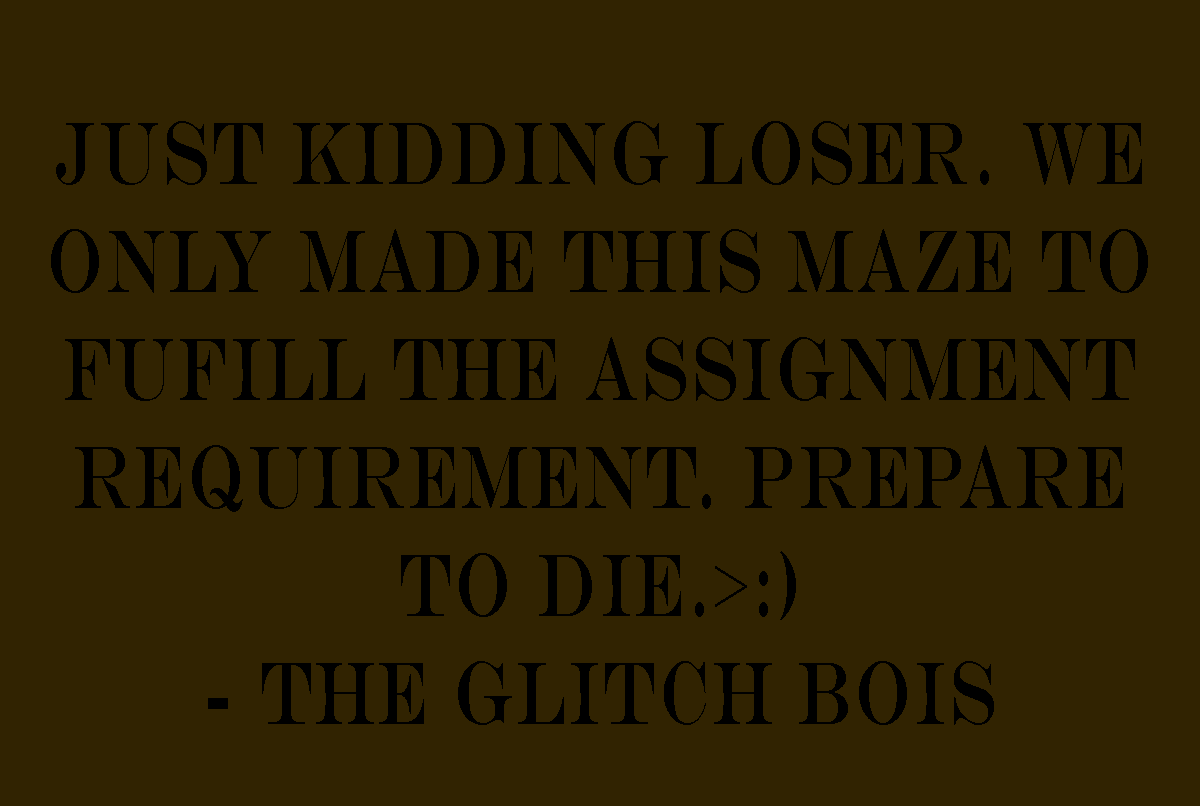 JUST KIDDING LOSER. WE
ONLY MADE THIS MAZE TO
FUFILL THE ASSIGNMENT
REQUIREMENT. PREPARE
TO DIE.>:)
- THE GLITCH BOIS